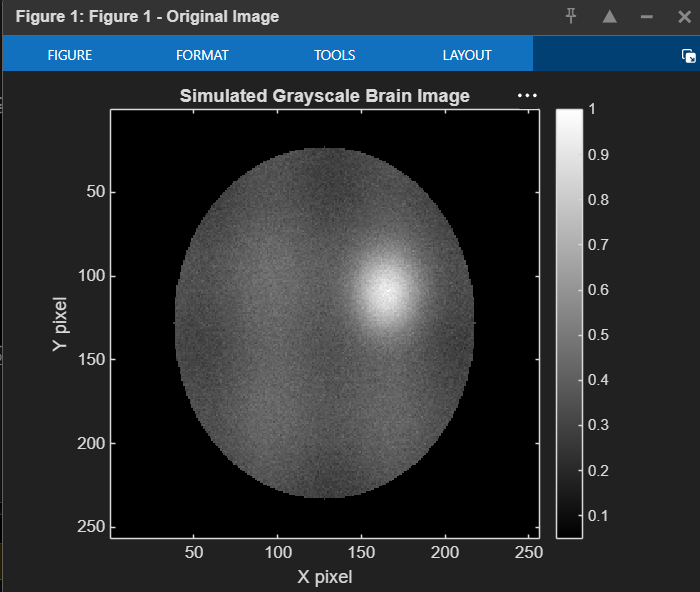 Figure 1: Figure 1 - Original Image
FIGURE FORMAT TOOLS LAYOUT
Simulated Grayscale Brain Image
Y pixel
50
100
150
200
250
50 100 150 200 250
X pixel
1
0.9
0.8
0.7
0.6
0.5
0.4
0.3
0.2
0.1